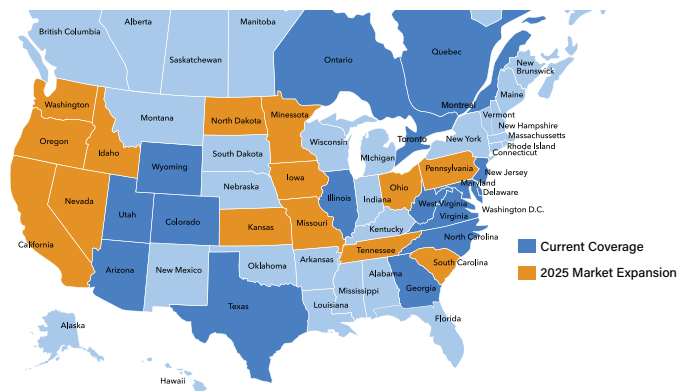 Alberta
Manitoba
British Columbia
Saskatchewan
Ontario
Quebec
New
Brunswick
Montreal
Maine
Washington
North Dakota
Minessota
Montana
Vermont
New Hampshire
Massachusetts
Rhode Island
Connecticut
Toronto
New York
Oregon
Idaho
Wyoming
South Dakota
Wisconsin
Michigan
Pennsylvania
New Jersey
Maryland
Delaware
Washington D.C.
Nebraska
Iowa
Illinois
Indiana
Ohio
West Virginia
Virginia
Nevada
Utah
Colorado
Kansas
Missouri
Kentucky
North Carolina
California
Tennessee
South Carolina
Arizona
New Mexico
Oklahoma
Arkansas
Alabama
Mississippi
Georgia
Texas
Louisiana
Florida
Alaska
Hawaii
Current Coverage
2025 Market Expansion